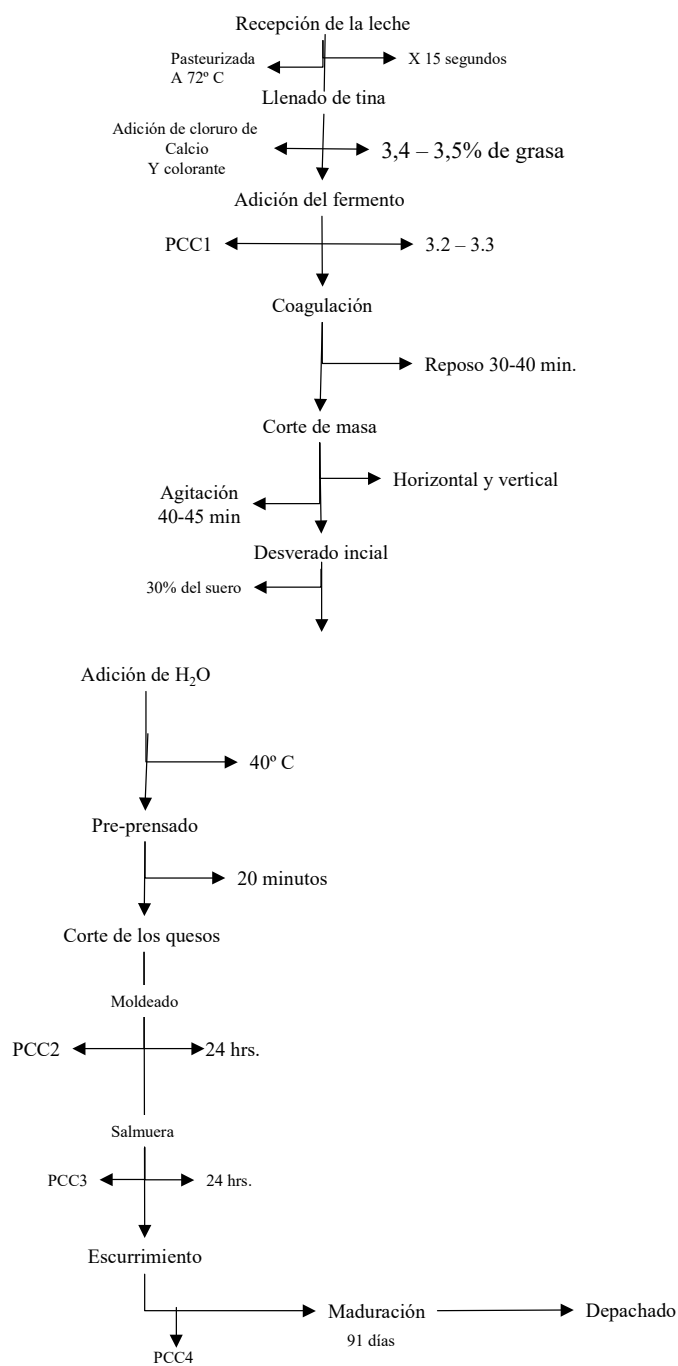 Recepción de la leche
Pasteurizada
A 72º C
X 15 segundos
Llenado de tina
Adición de cloruro de
Calcio
Y colorante
3,4 – 3,5% de grasa
Adición del fermento
PCC1
3.2 – 3.3
Coagulación
Reposo 30-40 min.
Corte de masa
Horizontal y vertical
Agitación
40-45 min
Desverado incial
30% del suero
Adición de H₂O
40º C
Pre-prensado
20 minutos
Corte de los quesos
Moldeado
PCC2
24 hrs.
Salmuera
PCC3
24 hrs.
Escurrimiento
Maduración
Depachado
91 días
PCC4